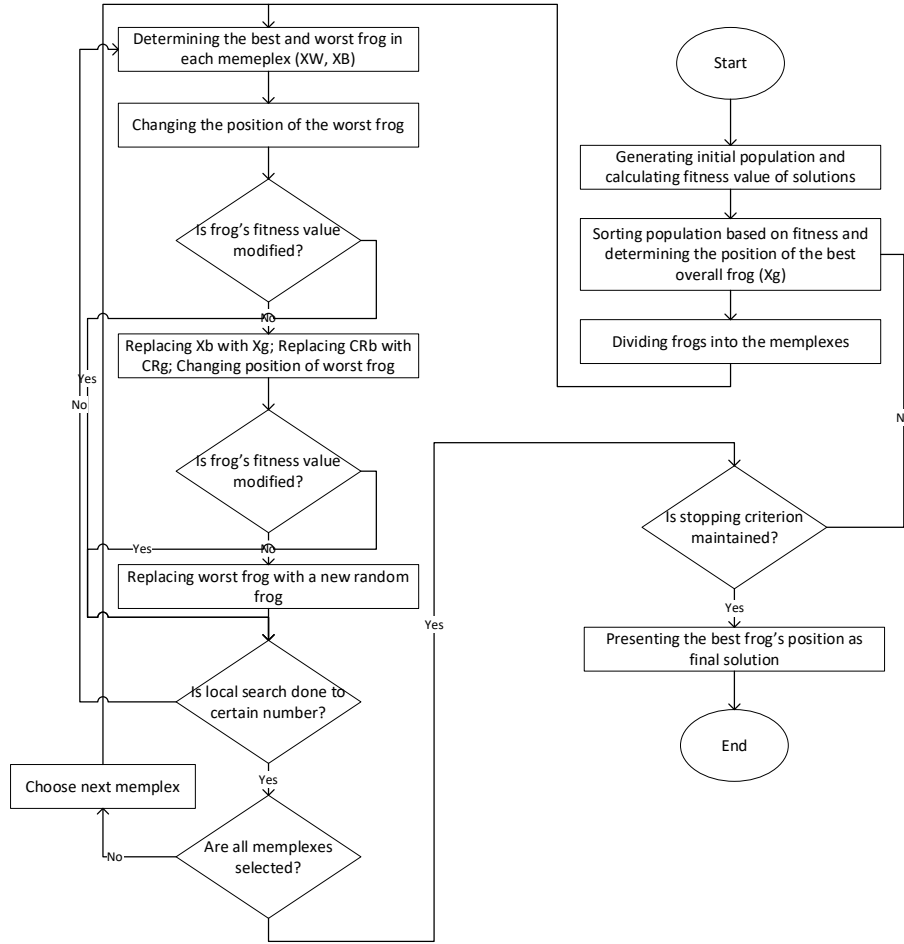 Determining the best and worst frog in
each memeplex (XW, XB)
Changing the position of the worst frog
Is frog's fitness value
modified?
No
Replacing Xb with Xg; Replacing CRb with
CRg; Changing position of worst frog
Yes
No
Is frog's fitness value
modified?
Yes
No
Replacing worst frog with a new random
frog
Is local search done to
certain number?
Yes
Choose next memplex
No
Are all memplexes
selected?
Yes
Start
Generating initial population and
calculating fitness value of solutions
Sorting population based on fitness and
determining the position of the best
overall frog (Xg)
Dividing frogs into the memplexes
Is stopping criterion
maintained?
Yes
Presenting the best frog's position as
final solution
End